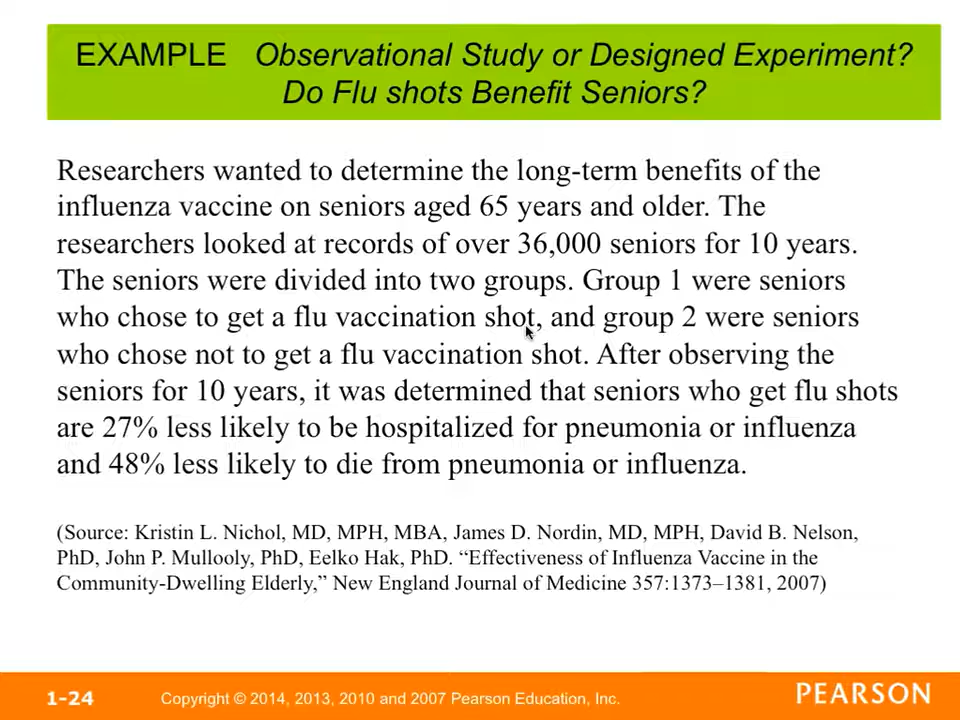 EXAMPLE Observational Study or Designed Experiment?
Do Flu shots Benefit Seniors?
Researchers wanted to determine the long-term benefits of the
influenza vaccine on seniors aged 65 years and older. The
researchers looked at records of over 36,000 seniors for 10 years.
The seniors were divided into two groups. Group 1 were seniors
who chose to get a flu vaccination shot, and group 2 were seniors
who chose not to get a flu vaccination shot. After observing the
seniors for 10 years, it was determined that seniors who get flu shots
are 27% less likely to be hospitalized for pneumonia or influenza
and 48% less likely to die from pneumonia or influenza.
(Source: Kristin L. Nichol, MD, MPH, MBA, James D. Nordin, MD, MPH, David B. Nelson,
PhD, John P. Mullooly, PhD, Eelko Hak, PhD. “Effectiveness of Influenza Vaccine in the
Community-Dwelling Elderly,” New England Journal of Medicine 357:1373–1381, 2007)
1-24 Copyright © 2014, 2013, 2010 and 2007 Pearson Education, Inc. PEARSON